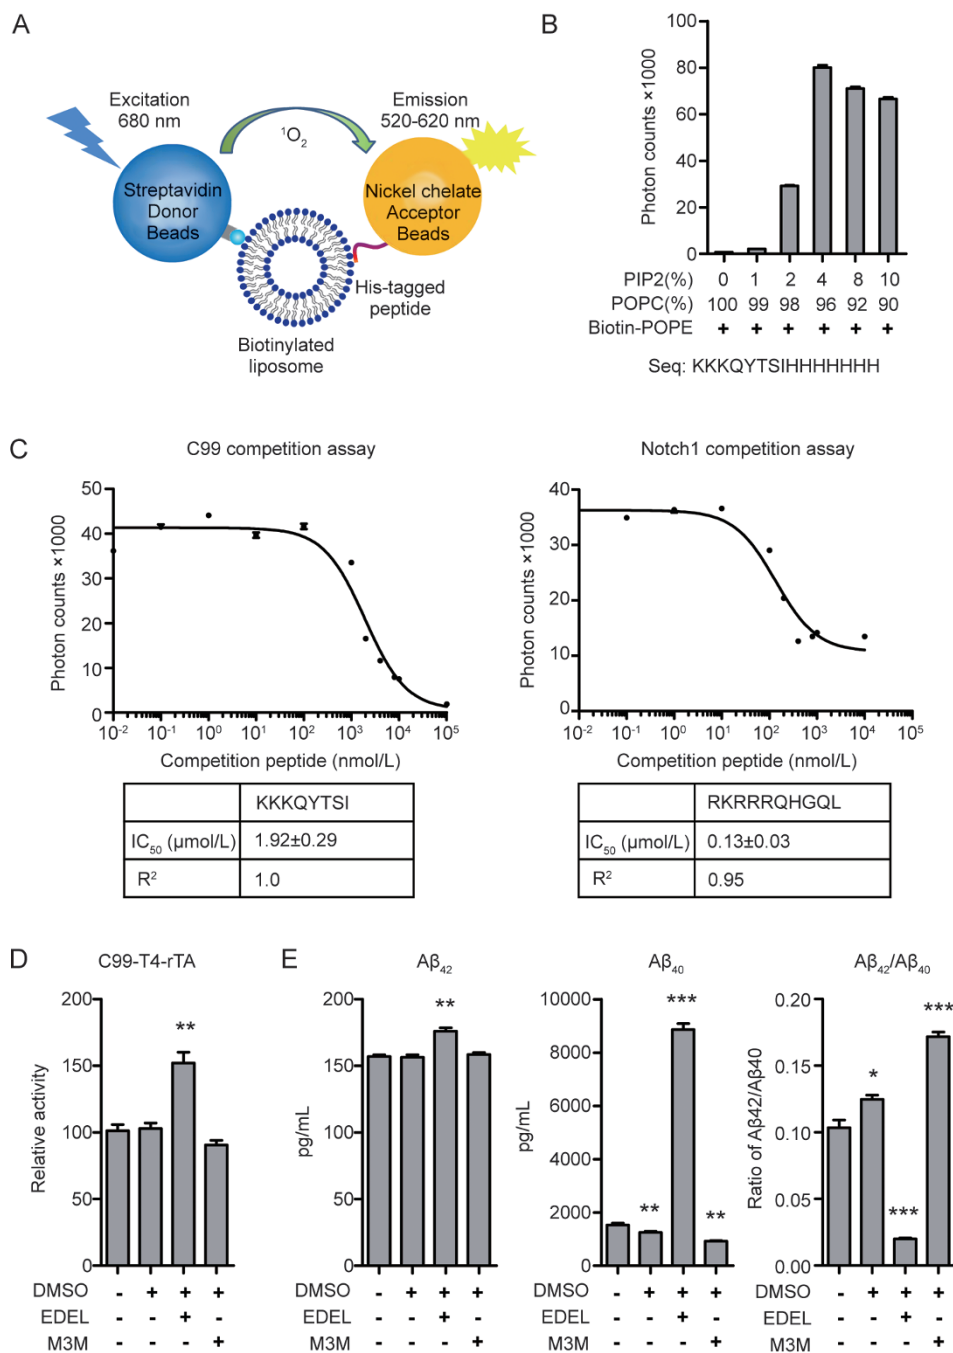 A
Excitation
680 nm
¹O₂
Emission
520-620 nm
Streptavidin
Donor
Beads
Nickel chelate
Acceptor
Beads
His-tagged
peptide
Biotinylated
liposome
B
Photon counts ×1000
100
80
60
40
20
0
PIP2(%) 0 1 2 4 8 10
POPC(%) 100 99 98 96 92 90
Biotin-POPE + + + + + +
Seq: KKKQYTSIHHHHHHH
C
C99 competition assay
Photon counts ×1000
50
40
30
20
10
0
10⁻² 10⁻¹ 10⁰ 10¹ 10² 10³ 10⁴ 10⁵
Competition peptide (nmol/L)
KKKQYTSI
IC₅₀ (µmol/L) 1.92±0.29
R² 1.0
Notch1 competition assay
Photon counts ×1000
40
30
20
10
0
10⁻² 10⁻¹ 10⁰ 10¹ 10² 10³ 10⁴ 10⁵
Competition peptide (nmol/L)
RKRRRQHGQL
IC₅₀ (µmol/L) 0.13±0.03
R² 0.95
D
C99-T4-rTA
Relative activity
200
150
100
50
0
**
DMSO - + + +
EDEL - - + -
M3M - - - +
E
Aβ₄₂
pg/mL
200
150
100
50
0
**
- + + +
- - + -
- - - +
Aβ₄₀
pg/mL
10000
8000
6000
4000
2000
0
** *** **
DMSO - + + +
EDEL - - + -
M3M - - - +
Aβ₄₂/Aβ₄₀
Ratio of Aβ42/Aβ40
0.20
0.15
0.10
0.05
0.00
* *** ***
- + + +
- - + -
- - - +